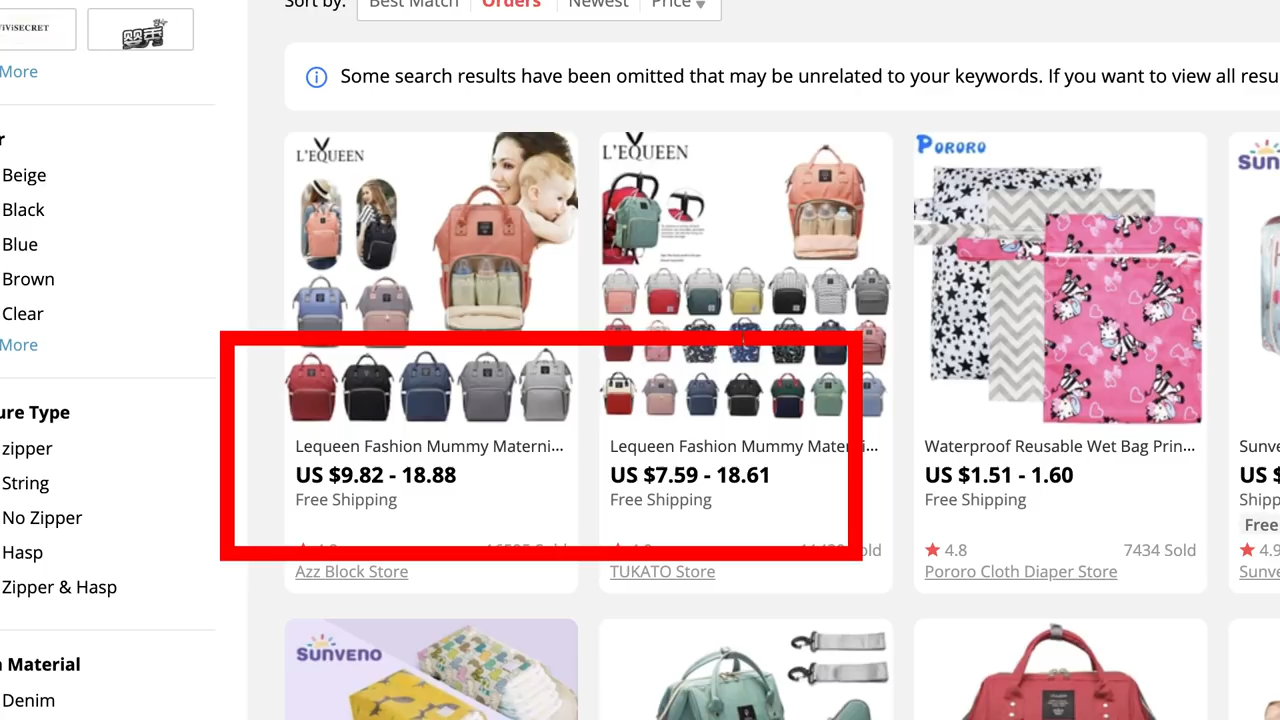 Sort by:
Best Match
Orders
Newest
Price
ViViSECRET
婴秀
More
Some search results have been omitted that may be unrelated to your keywords. If you want to view all resu
Beige
Black
Blue
Brown
Clear
More
ure Type
zipper
String
No Zipper
Hasp
Zipper & Hasp
Material
Denim
L'EQUEEN
Lequeen Fashion Mummy Materni...
US $9.82 - 18.88
Free Shipping
Azz Block Store
L'EQUEEN
Lequeen Fashion Mummy Materni...
US $7.59 - 18.61
Free Shipping
TUKATO Store
PORORO
Waterproof Reusable Wet Bag Prin...
US $1.51 - 1.60
Free Shipping
4.8
7434 Sold
Pororo Cloth Diaper Store
SUNV
Sunve
US $
Shipp
Free
4.9
Sunve
SUNVENO